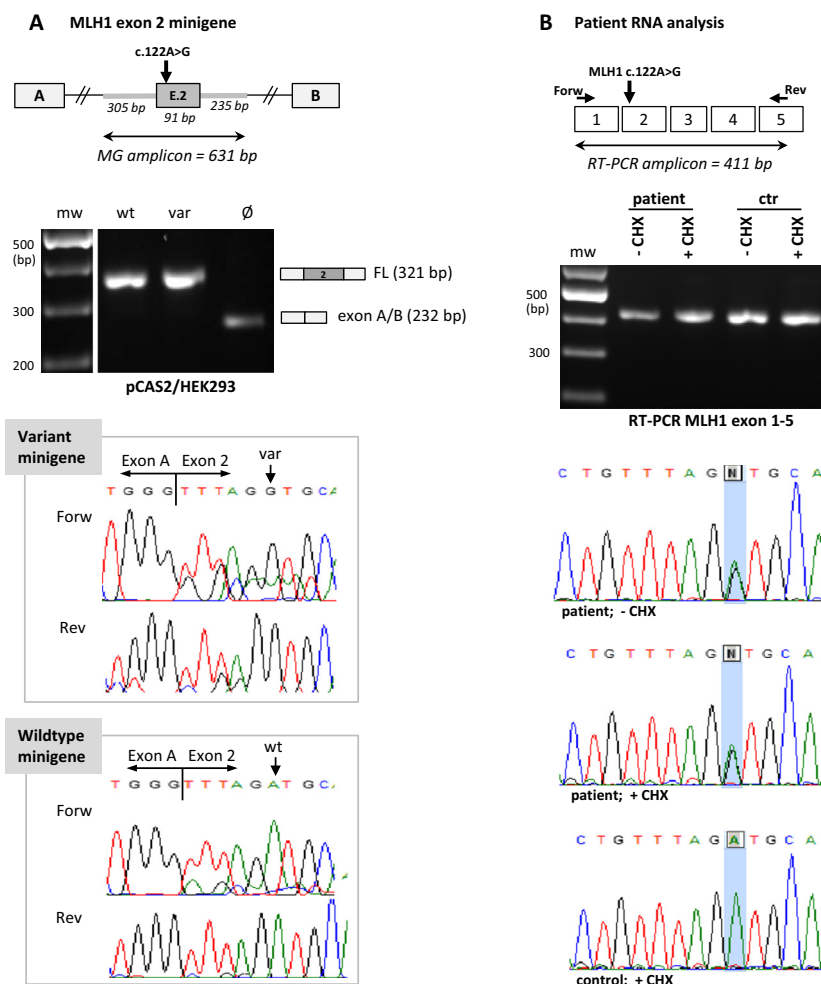 A MLH1 exon 2 minigene
c.122A>G
A E.2 B
305 bp 91 bp 235 bp
MG amplicon = 631 bp
mw wt var Ø
500
(bp)
300
200
2 FL (321 bp)
exon A/B (232 bp)
pCAS2/HEK293
Variant
minigene
var
Exon A Exon 2
T G G G T T T A G G T G C A
Forw
Rev
Wildtype
minigene
wt
Exon A Exon 2
T G G G T T T A G A T G C
Forw
Rev
B Patient RNA analysis
MLH1 c.122A>G
Forw Rev
1 2 3 4 5
RT-PCR amplicon = 411 bp
patient ctr
mw - CHX + CHX - CHX + CHX
500
(bp)
300
RT-PCR MLH1 exon 1-5
C T G T T T A G N T G C A
patient; - CHX
C T G T T T A G N T G C A
patient; + CHX
C T G T T T A G A T G C A
control; + CHX